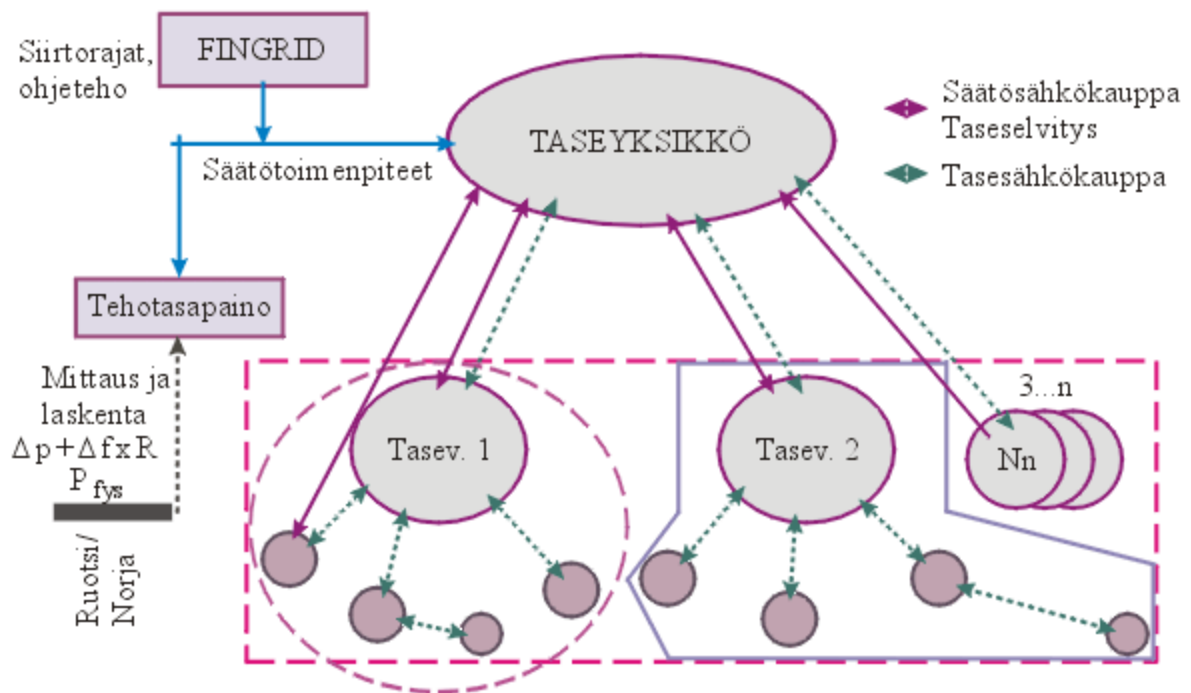 Siirtorajat,
ohjeteho
FINGRID
TASEYKSIKKÖ
Säätösähkökauppa
Taseselvitys
Tasesähkökauppa
Säätötoimenpiteet
Tehotasapaino
Mittaus ja
laskenta
Δp+ΔfxR
P fys
Ruotsi/
Norja
Tasev. 1
Tasev. 2
3...n
Nn